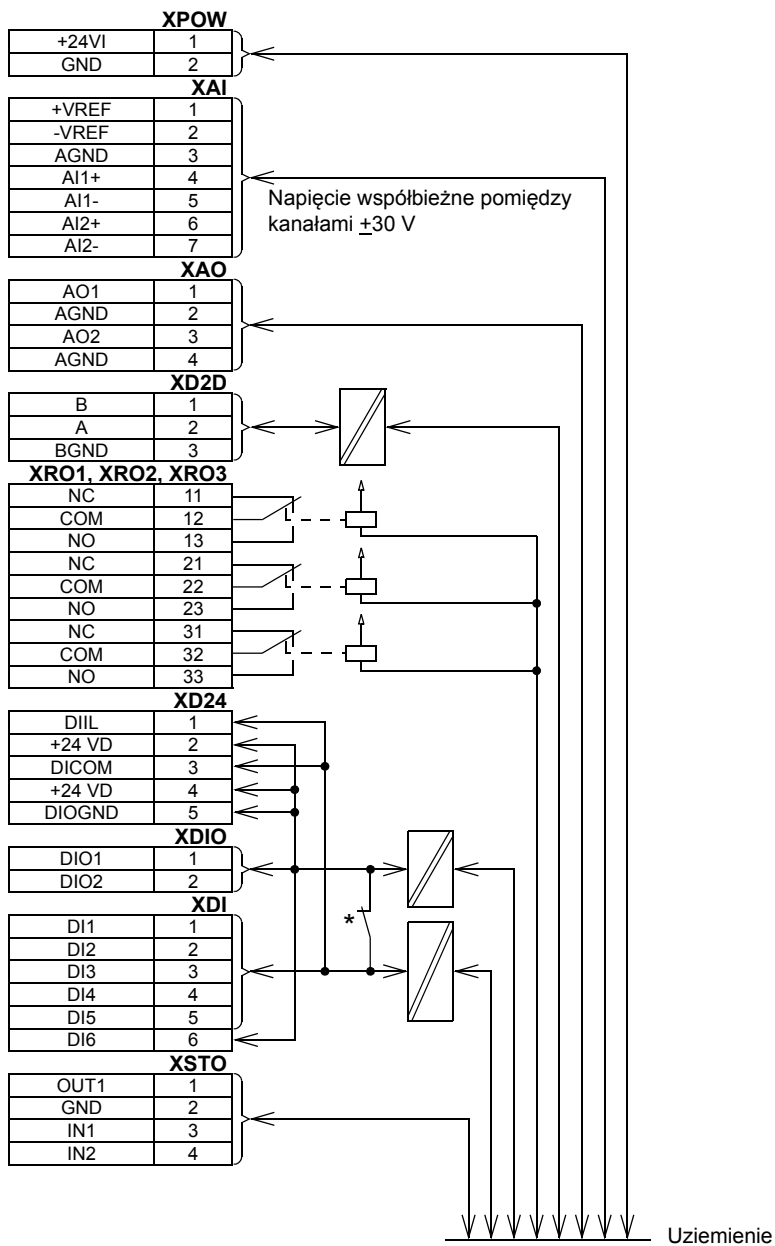 XPOW
+24VI 1
GND 2
XAI
+VREF 1
-VREF 2
AGND 3
AI1+ 4
AI1- 5
AI2+ 6
AI2- 7
Napięcie współbieżne pomiędzy
kanałami ±30 V
XAO
AO1 1
AGND 2
AO2 3
AGND 4
XD2D
B 1
A 2
BGND 3
XRO1, XRO2, XRO3
NC 11
COM 12
NO 13
NC 21
COM 22
NO 23
NC 31
COM 32
NO 33
XD24
DIIL 1
+24 VD 2
DICOM 3
+24 VD 4
DIOGND 5
XDIO
DIO1 1
DIO2 2
XDI
DI1 1
DI2 2
DI3 3
DI4 4
DI5 5
DI6 6
*
XSTO
OUT1 1
GND 2
IN1 3
IN2 4
Uziemienie